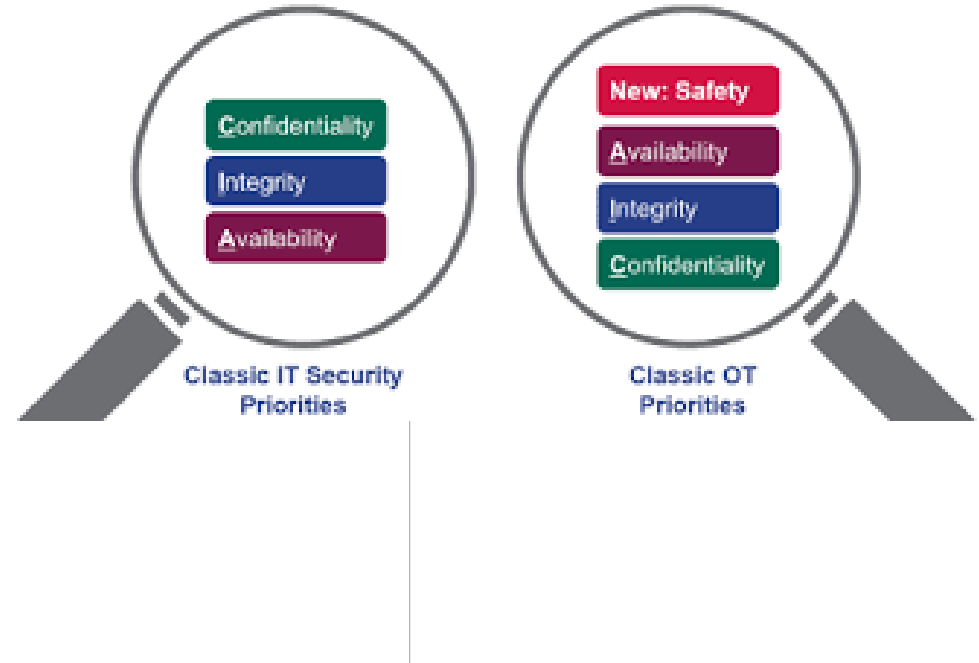 Confidentiality
Integrity
Availability
Classic IT Security
Priorities
New: Safety
Availability
Integrity
Confidentiality
Classic OT
Priorities